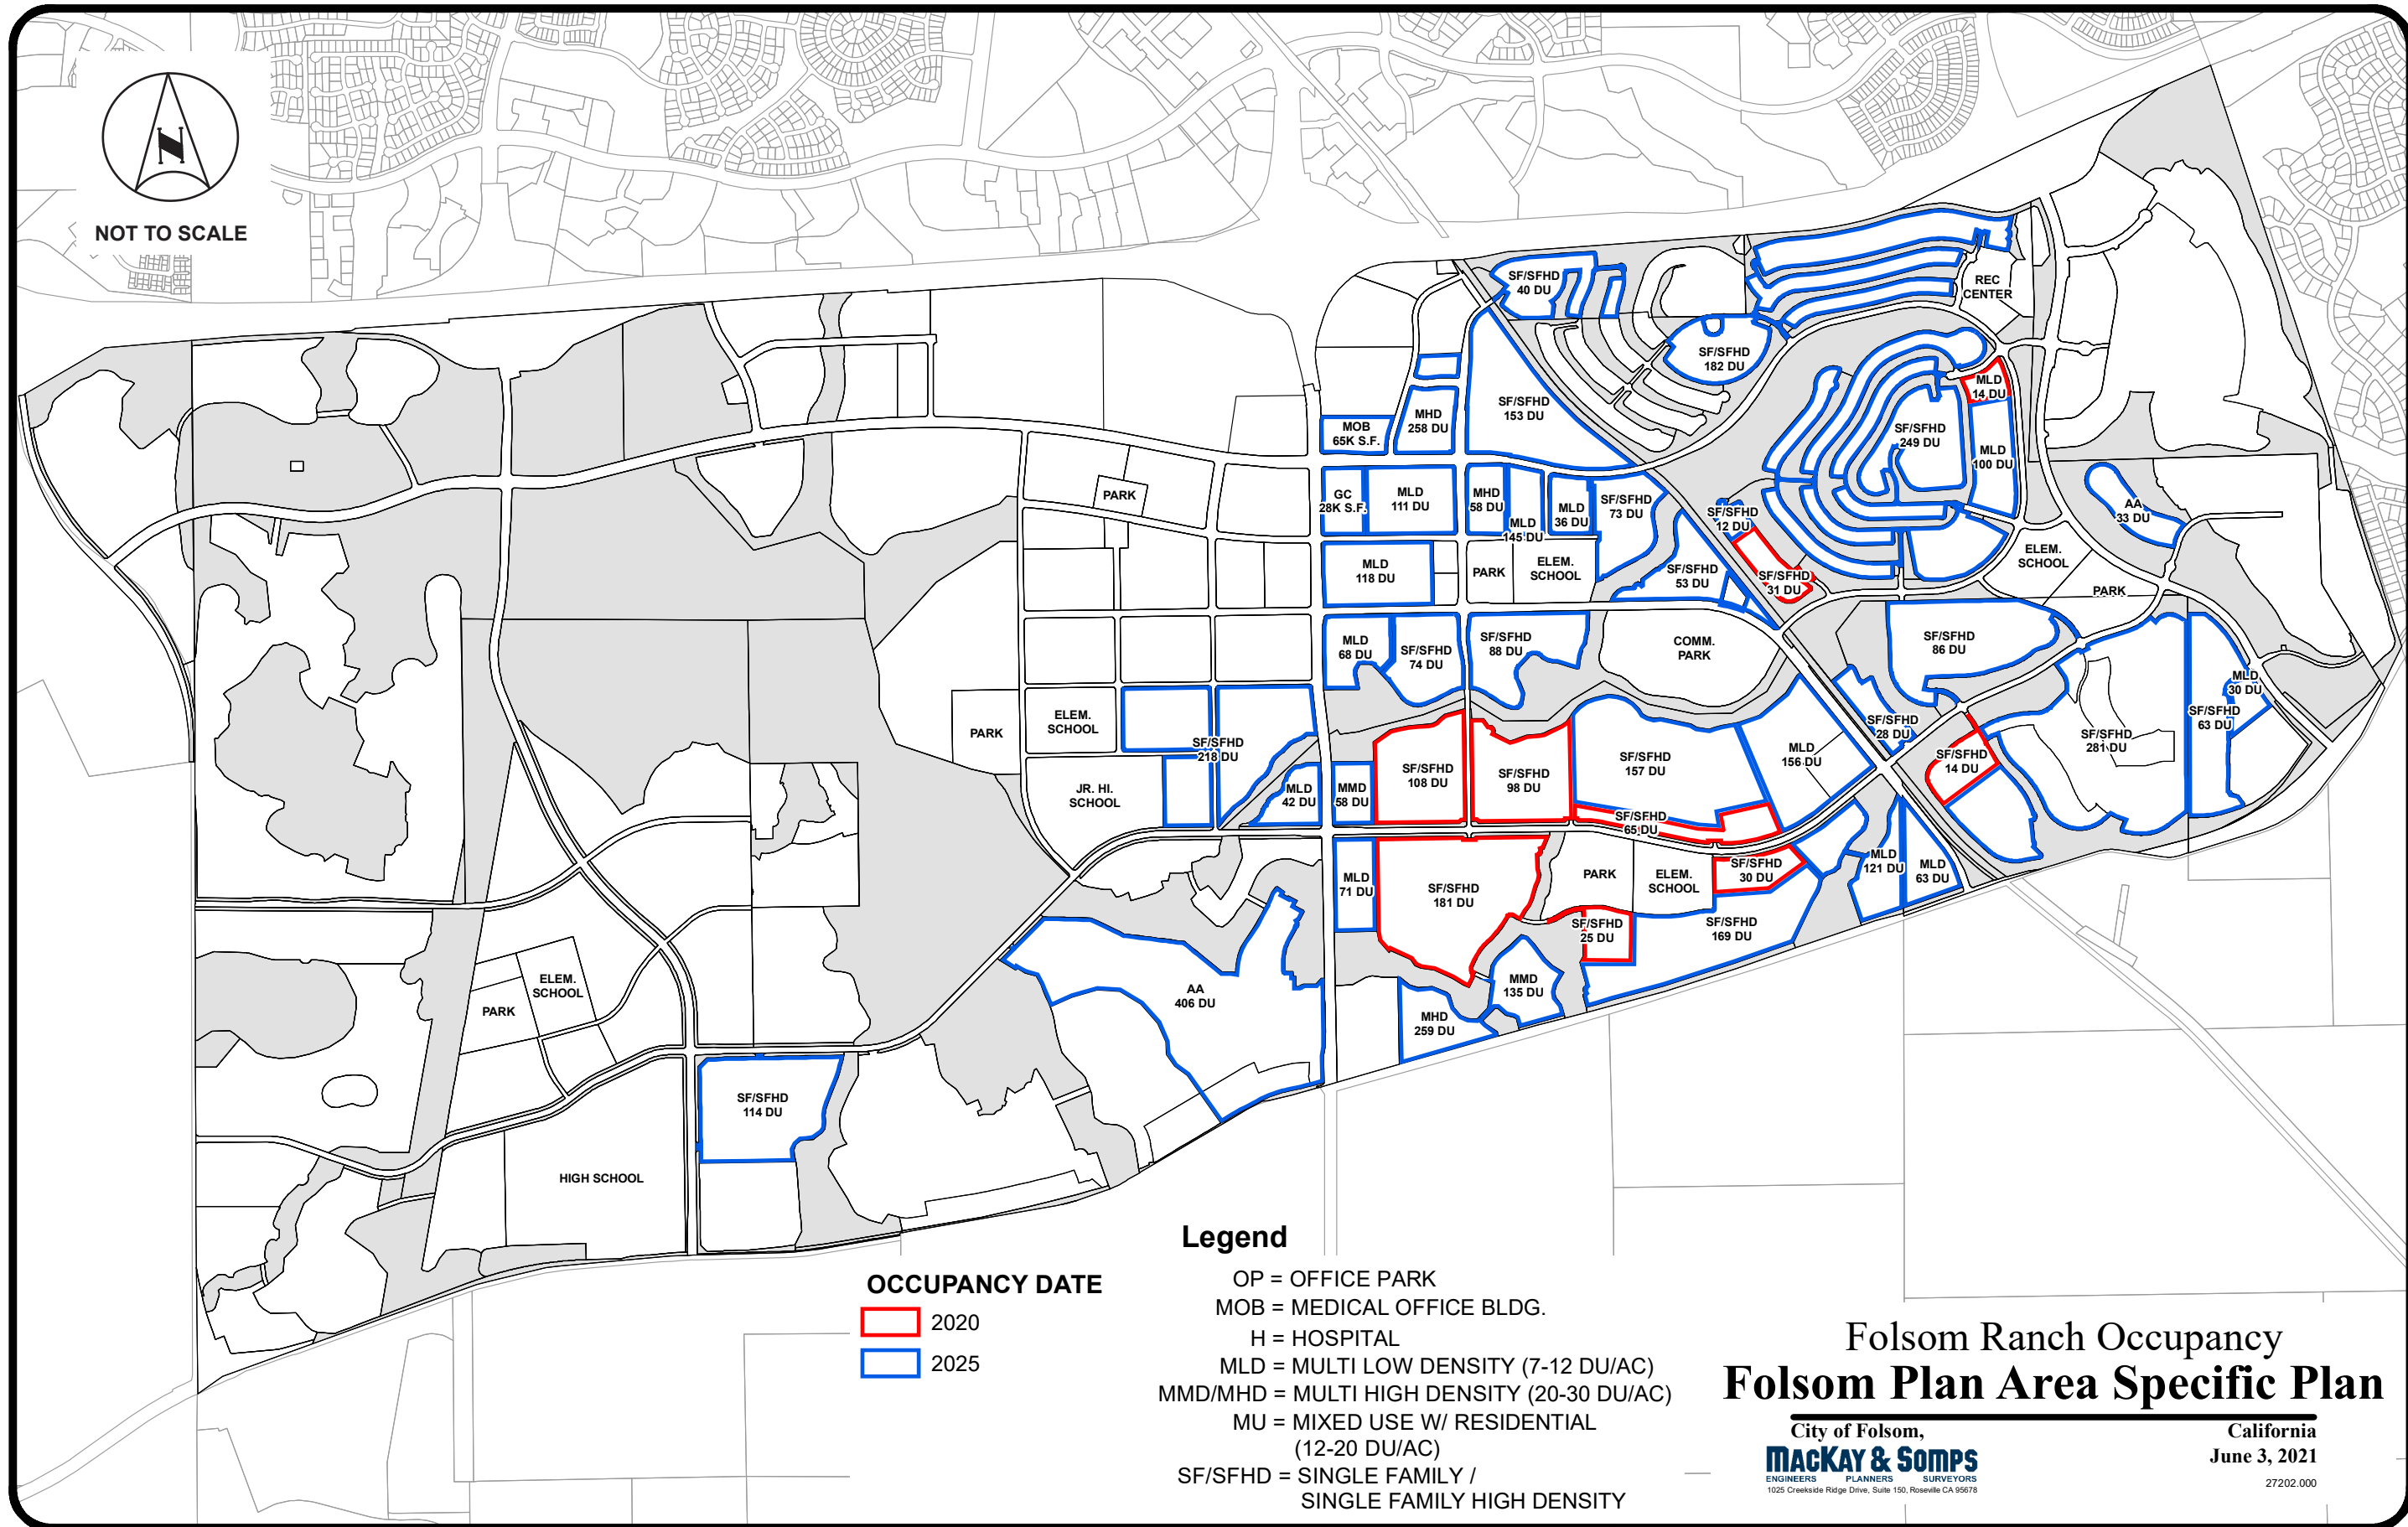 N
NOT TO SCALE
SF/SFHD
40 DU
REC
CENTER
SF/SFHD
182 DU
MLD
14 DU
MHD
258 DU
SF/SFHD
153 DU
MOB
65K S.F.
SF/SFHD
249 DU
MLD
100 DU
PARK
GC
28K S.F.
MLD
111 DU
MHD
58 DU
MLD
145 DU
MLD
36 DU
SF/SFHD
73 DU
SF/SFHD
12 DU
AA
33 DU
MLD
118 DU
PARK
ELEM.
SCHOOL
SF/SFHD
53 DU
SF/SFHD
31 DU
ELEM.
SCHOOL
PARK
MLD
68 DU
SF/SFHD
74 DU
SF/SFHD
88 DU
COMM.
PARK
SF/SFHD
86 DU
MLD
30 DU
PARK
ELEM.
SCHOOL
SF/SFHD
218 DU
SF/SFHD
28 DU
SF/SFHD
281 DU
SF/SFHD
63 DU
JR. HI.
SCHOOL
MLD
42 DU
MMD
58 DU
SF/SFHD
108 DU
SF/SFHD
98 DU
SF/SFHD
157 DU
MLD
156 DU
SF/SFHD
14 DU
SF/SFHD
65 DU
MLD
71 DU
SF/SFHD
181 DU
PARK
ELEM.
SCHOOL
SF/SFHD
30 DU
MLD
121 DU
MLD
63 DU
SF/SFHD
25 DU
SF/SFHD
169 DU
ELEM.
SCHOOL
PARK
AA
406 DU
MHD
259 DU
MMD
135 DU
SF/SFHD
114 DU
HIGH SCHOOL
OCCUPANCY DATE
2020
2025
Legend
OP = OFFICE PARK
MOB = MEDICAL OFFICE BLDG.
H = HOSPITAL
MLD = MULTI LOW DENSITY (7-12 DU/AC)
MMD/MHD = MULTI HIGH DENSITY (20-30 DU/AC)
MU = MIXED USE W/ RESIDENTIAL
(12-20 DU/AC)
SF/SFHD = SINGLE FAMILY /
SINGLE FAMILY HIGH DENSITY
Folsom Ranch Occupancy
Folsom Plan Area Specific Plan
City of Folsom,
California
MACKAY & SOMPS
June 3, 2021
ENGINEERS PLANNERS SURVEYORS
1025 Creekside Ridge Drive, Suite 150, Roseville CA 95678
27202.000